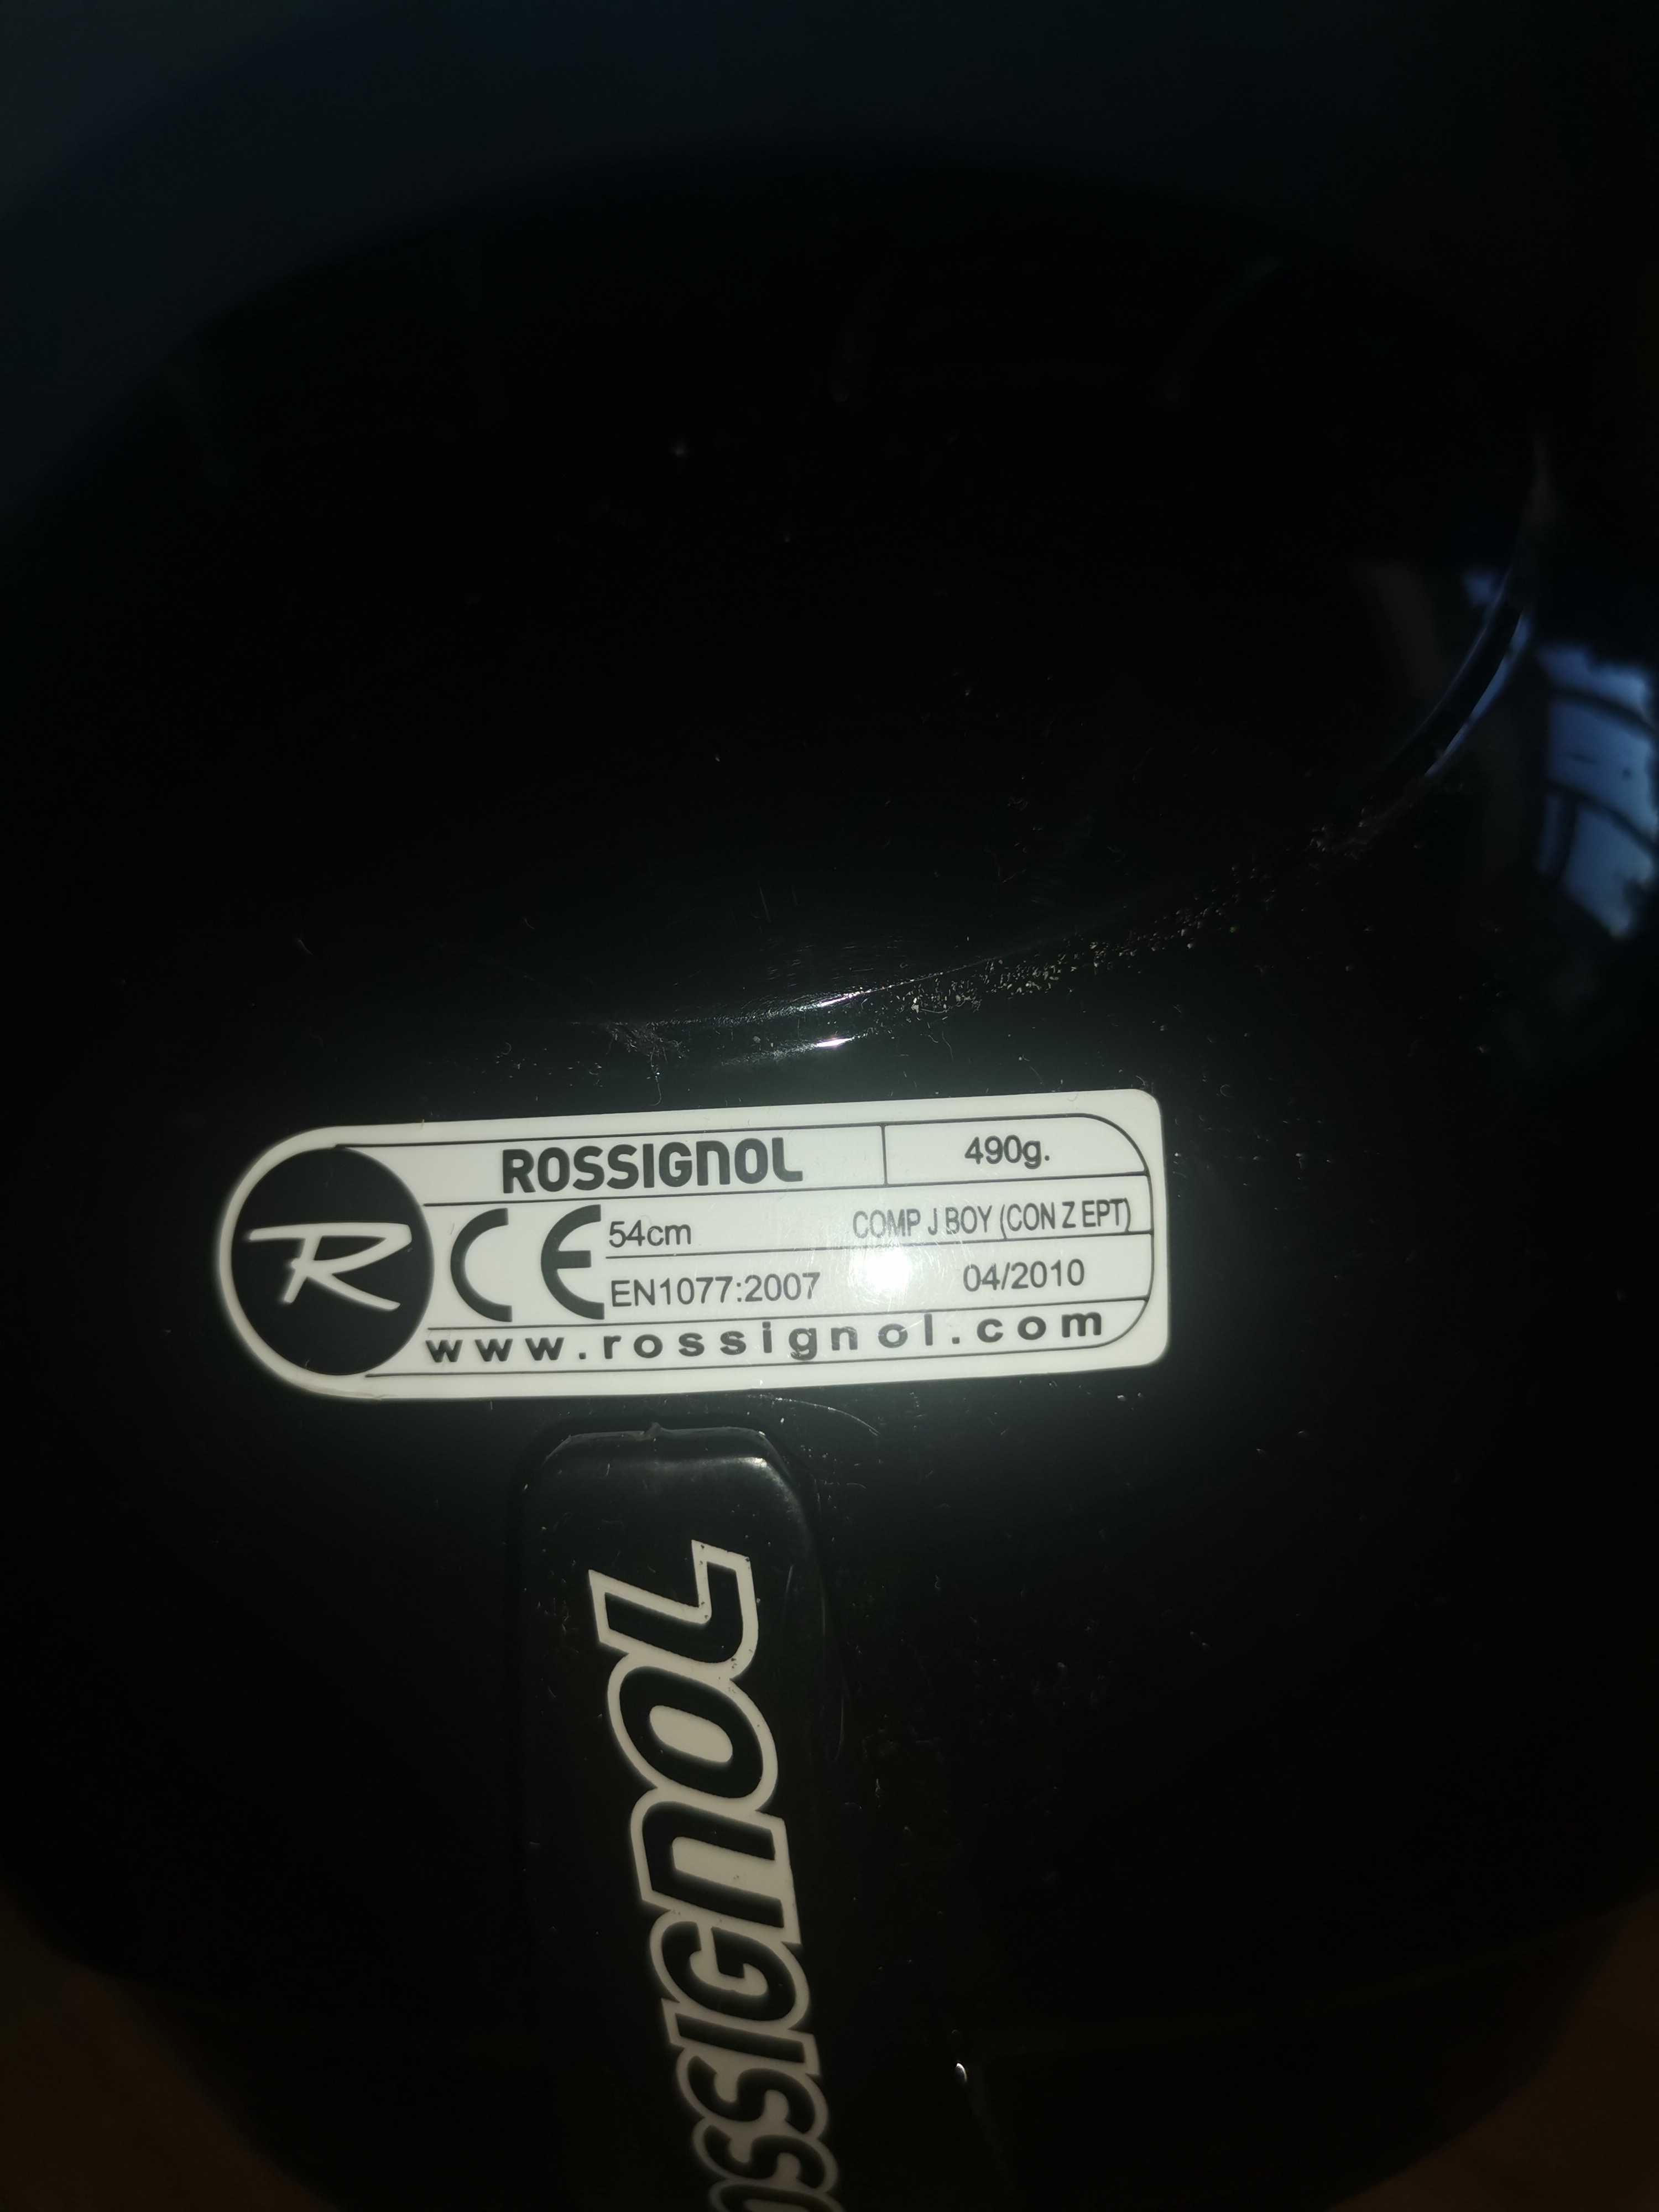 ROSSIGNOL 490g.
R
CE 54cm COMP J BOY (CON Z EPT)
EN1077:2007 04/2010
www.rossignol.com
ROSSIGNOL